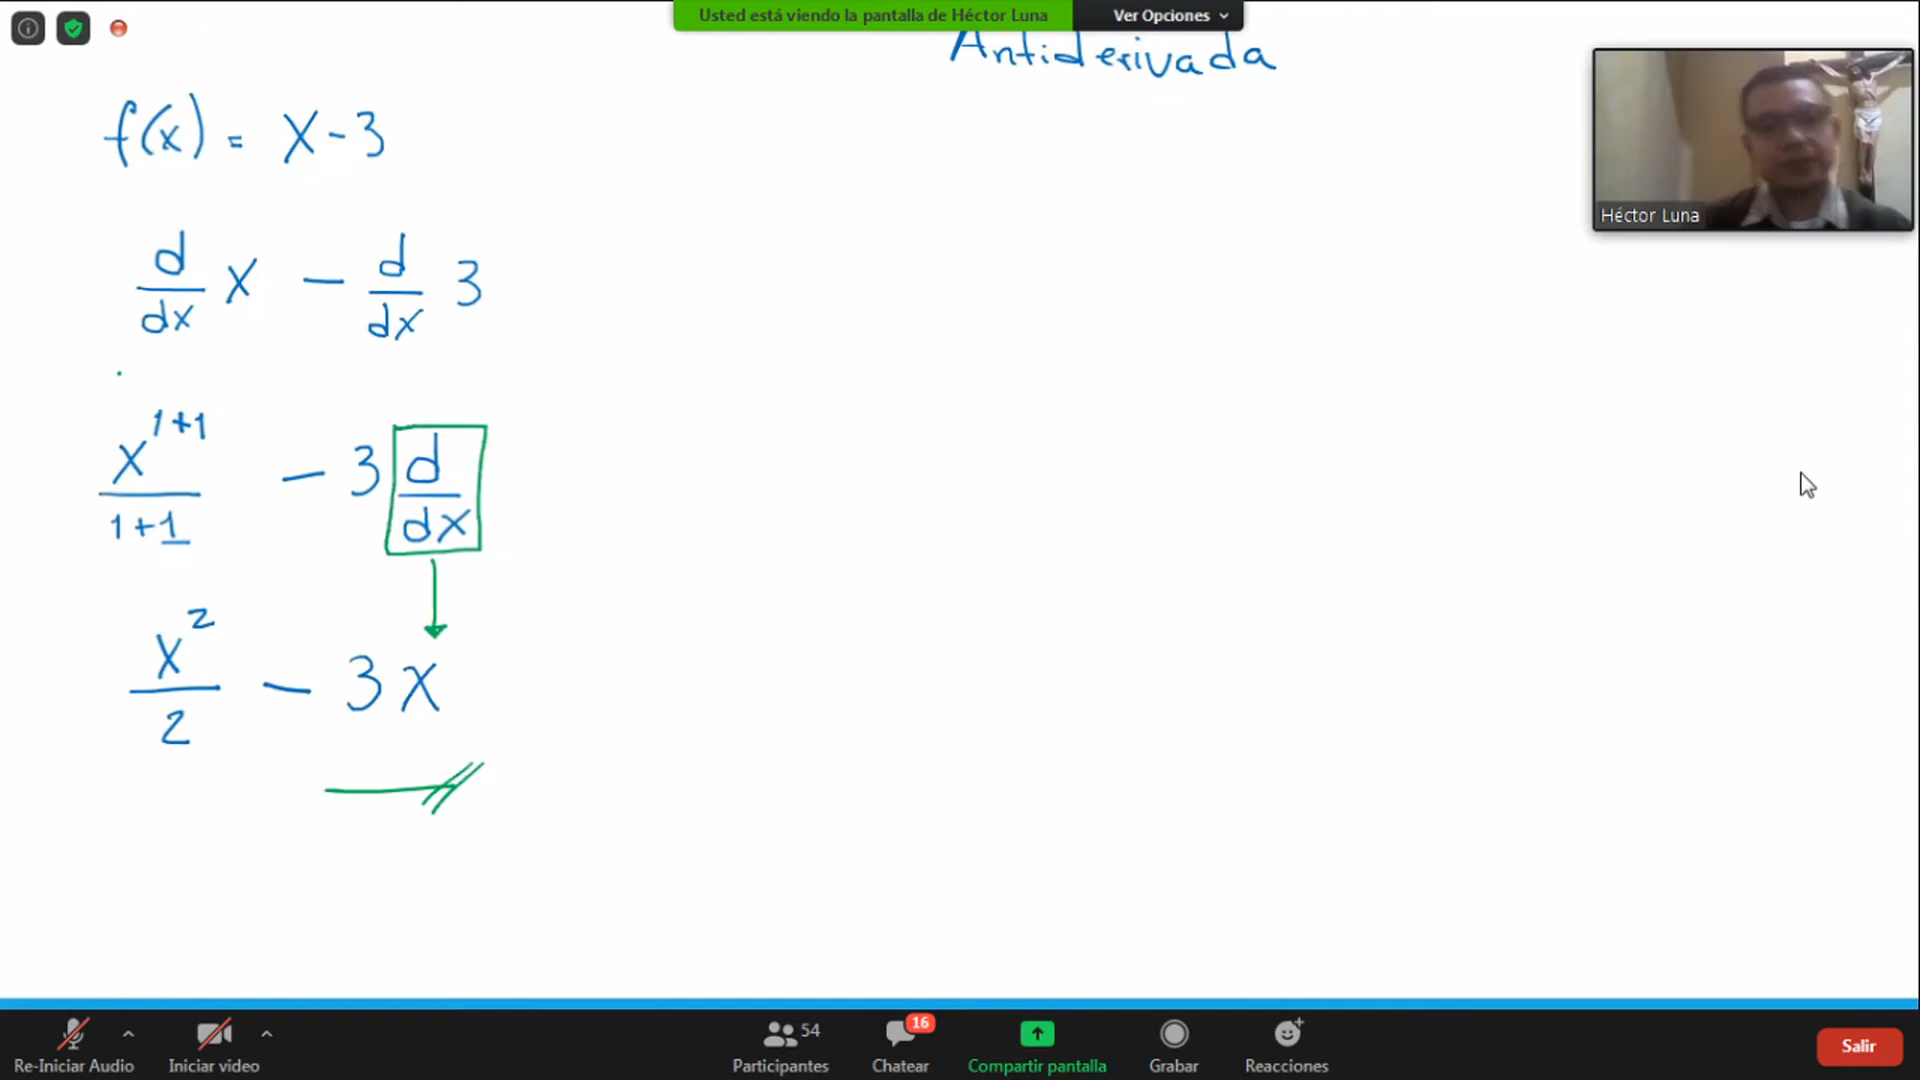 Usted está viendo la pantalla de Héctor Luna
Ver Opciones
Antiderivada
f(x) = x - 3
d/dx x - d/dx 3
x^(1+1)/(1+1) - 3 d/dx
x^2/2 - 3x
Héctor Luna
Re-Iniciar Audio
Iniciar video
54
Participantes
16
Chatear
Compartir pantalla
Grabar
Reacciones
Salir